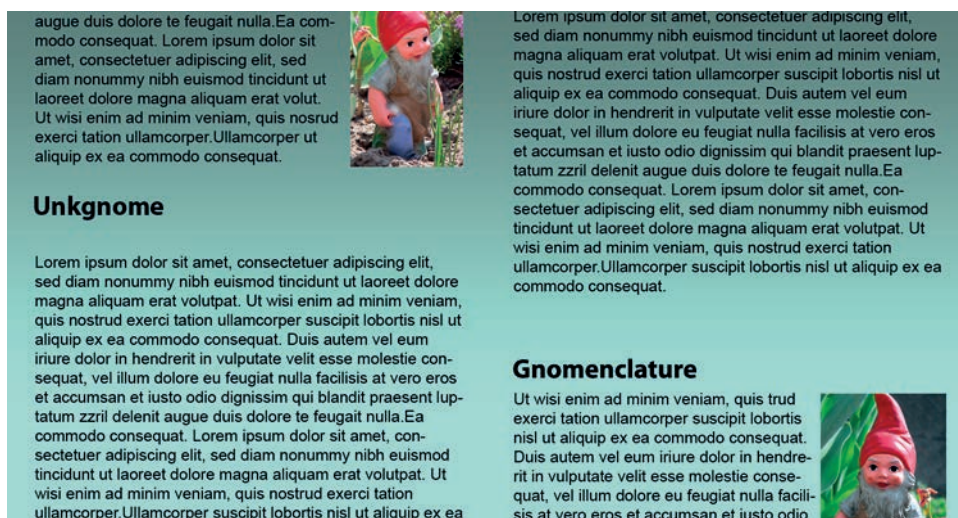 augue duis dolore te feugait nulla.Ea com-
modo consequat. Lorem ipsum dolor sit
amet, consectetuer adipiscing elit, sed
diam nonummy nibh euismod tincidunt ut
laoreet dolore magna aliquam erat volut.
Ut wisi enim ad minim veniam, quis nosrud
exerci tation ullamcorper.Ullamcorper ut
aliquip ex ea commodo consequat.
Unkgnome
Lorem ipsum dolor sit amet, consectetuer adipiscing elit,
sed diam nonummy nibh euismod tincidunt ut laoreet dolore
magna aliquam erat volutpat. Ut wisi enim ad minim veniam,
quis nostrud exerci tation ullamcorper suscipit lobortis nisl ut
aliquip ex ea commodo consequat. Duis autem vel eum
iriure dolor in hendrerit in vulputate velit esse molestie con-
sequat, vel illum dolore eu feugiat nulla facilisis at vero eros
et accumsan et iusto odio dignissim qui blandit praesent lup-
tatum zzril delenit augue duis dolore te feugait nulla.Ea
commodo consequat. Lorem ipsum dolor sit amet, con-
sectetuer adipiscing elit, sed diam nonummy nibh euismod
tincidunt ut laoreet dolore magna aliquam erat volutpat. Ut
wisi enim ad minim veniam, quis nostrud exerci tation
ullamcorper.Ullamcorper suscipit lobortis nisl ut aliquip ex ea
Lorem ipsum dolor sit amet, consectetuer adipiscing elit,
sed diam nonummy nibh euismod tincidunt ut laoreet dolore
magna aliquam erat volutpat. Ut wisi enim ad minim veniam,
quis nostrud exerci tation ullamcorper suscipit lobortis nisl ut
aliquip ex ea commodo consequat. Duis autem vel eum
iriure dolor in hendrerit in vulputate velit esse molestie con-
sequat, vel illum dolore eu feugiat nulla facilisis at vero eros
et accumsan et iusto odio dignissim qui blandit praesent lup-
tatum zzril delenit augue duis dolore te feugait nulla.Ea
commodo consequat. Lorem ipsum dolor sit amet, con-
sectetuer adipiscing elit, sed diam nonummy nibh euismod
tincidunt ut laoreet dolore magna aliquam erat volutpat. Ut
wisi enim ad minim veniam, quis nostrud exerci tation
ullamcorper.Ullamcorper suscipit lobortis nisl ut aliquip ex ea
commodo consequat.
Gnomenclature
Ut wisi enim ad minim veniam, quis trud
exerci tation ullamcorper suscipit lobortis
nisl ut aliquip ex ea commodo consequat.
Duis autem vel eum iriure dolor in hendre-
rit in vulputate velit esse molestie conse-
quat, vel illum dolore eu feugiat nulla facili-
sis at vero eros et accumsan et iusto odio